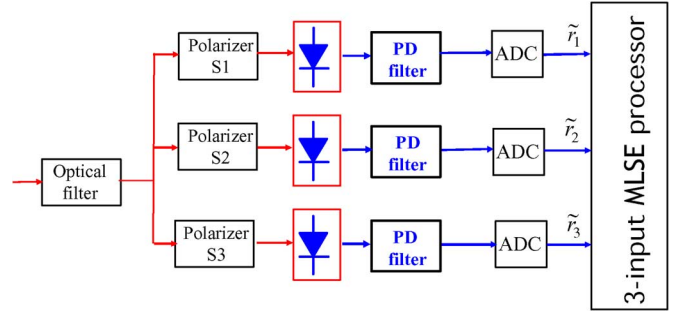 Optical
filter
Polarizer
S1
PD
filter
ADC
r̃1
Polarizer
S2
PD
filter
ADC
r̃2
Polarizer
S3
PD
filter
ADC
r̃3
3-input MLSE processor